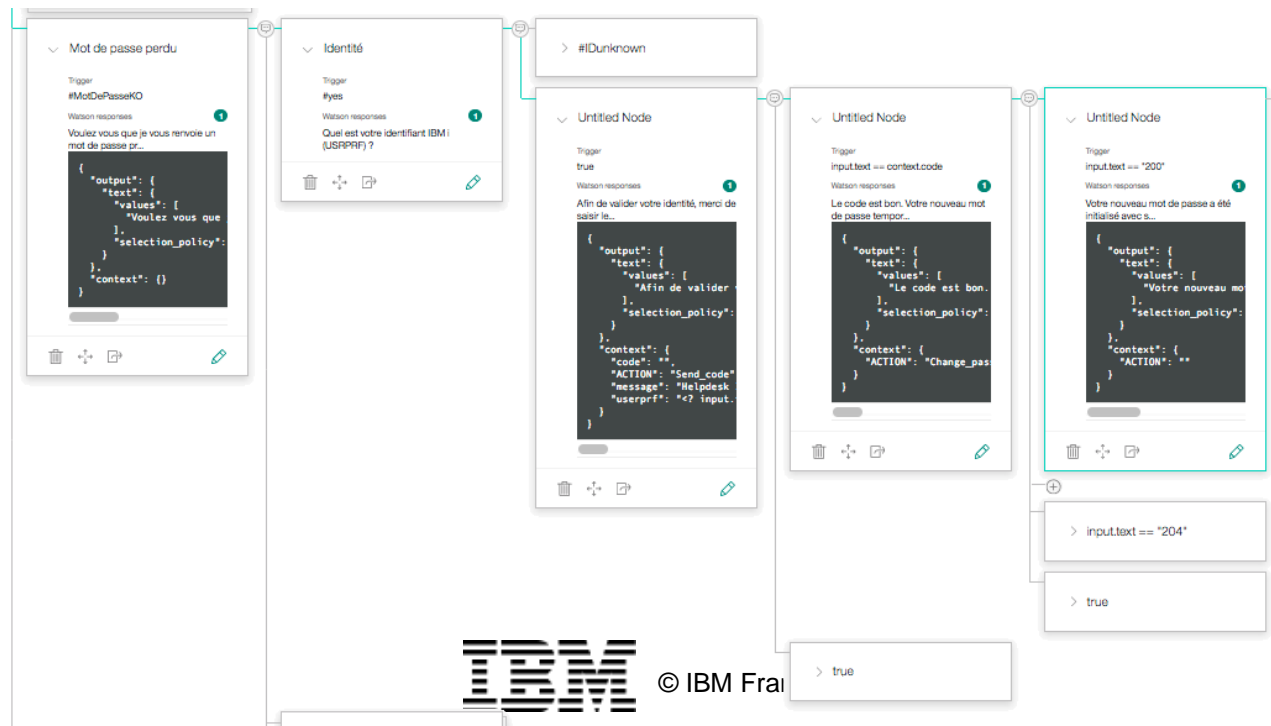 Mot de passe perdu
Trigger
#MotDePasseKO
Watson responses
1
Voulez vous que je vous renvoie un
mot de passe pr...
{
"output": {
"text": {
"values": [
"Voulez vous que
],
"selection_policy":
}
},
"context": {}
}
Identité
Trigger
#yes
Watson responses
1
Quel est votre identifiant IBM i
(USRPRF) ?
#IDunknown
Untitled Node
Trigger
true
Watson responses
1
Afin de valider votre identité, merci de
saisir le...
{
"output": {
"text": {
"values": [
"Afin de valider
],
"selection_policy":
}
},
"context": {
"code": "",
"ACTION": "Send_code"
"message": "Helpdesk
"userprf": "<? input.
}
}
Untitled Node
Trigger
input.text == context.code
Watson responses
1
Le code est bon. Votre nouveau mot
de passe tempor...
{
"output": {
"text": {
"values": [
"Le code est bon.
],
"selection_policy":
}
},
"context": {
"ACTION": "Change_pas
}
}
true
Untitled Node
Trigger
input.text == "200"
Watson responses
1
Votre nouveau mot de passe a été
initialisé avec s...
{
"output": {
"text": {
"values": [
"Votre nouveau mo
],
"selection_policy":
}
},
"context": {
"ACTION": ""
}
}
input.text == "204"
true
IBM
© IBM Fra